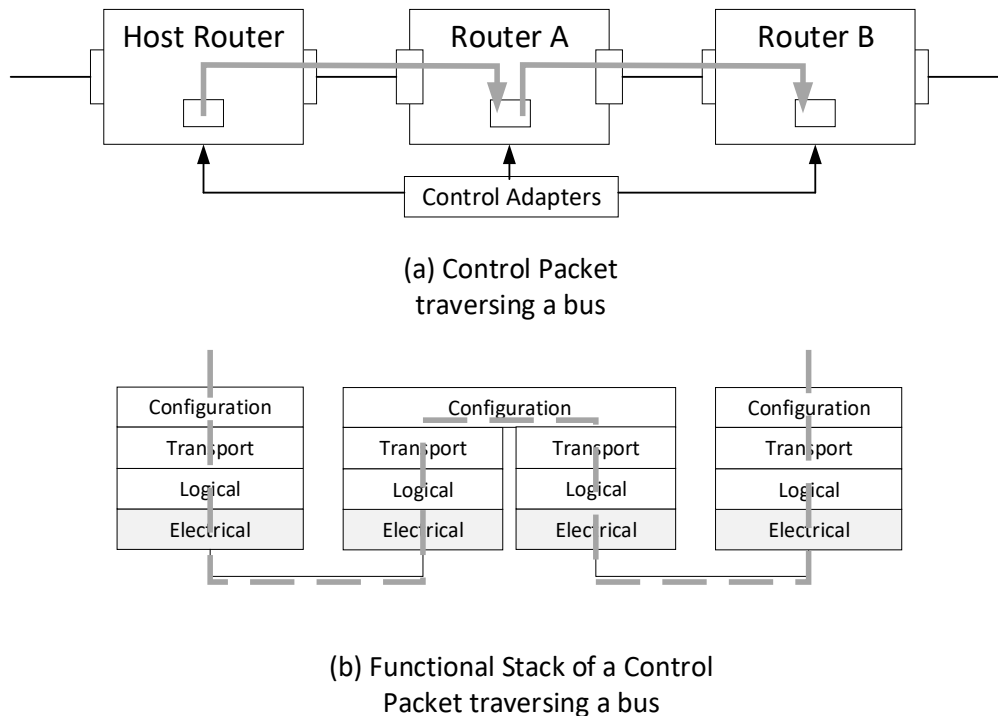 Host Router
Router A
Router B
Control Adapters
(a) Control Packet
traversing a bus
Configuration
Configuration
Configuration
Transport
Transport
Transport
Transport
Logical
Logical
Logical
Logical
Electrical
Electrical
Electrical
Electrical
(b) Functional Stack of a Control
Packet traversing a bus